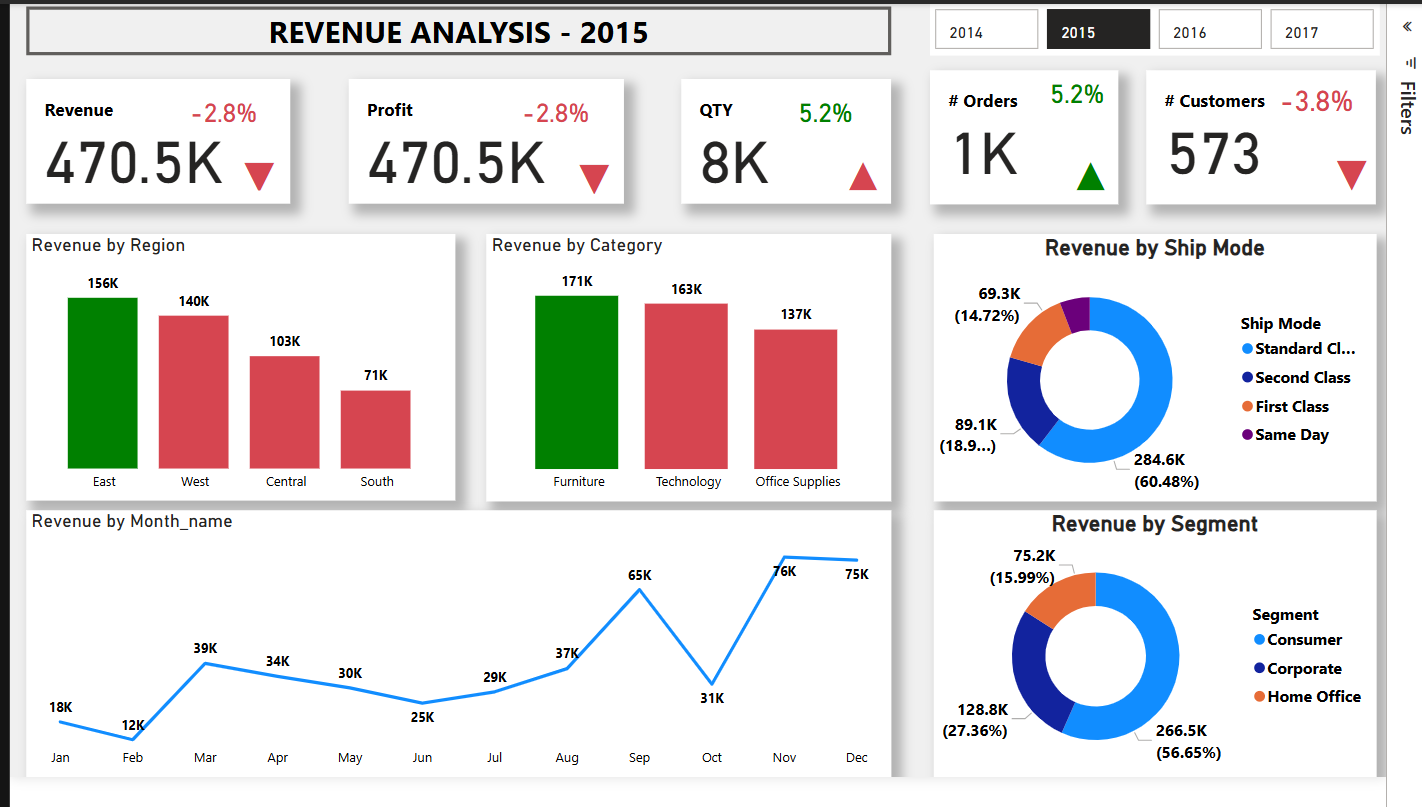 REVENUE ANALYSIS - 2015
2014
2015
2016
2017
Filters
Revenue
-2.8%
470.5K
Profit
-2.8%
470.5K
QTY
5.2%
8K
# Orders
5.2%
1K
# Customers
-3.8%
573
Revenue by Region
156K
140K
103K
71K
East
West
Central
South
Revenue by Category
171K
163K
137K
Furniture
Technology
Office Supplies
Revenue by Ship Mode
69.3K
(14.72%)
89.1K
(18.9...)
284.6K
(60.48%)
Ship Mode
Standard Cl...
Second Class
First Class
Same Day
Revenue by Month_name
18K
12K
39K
34K
30K
25K
29K
37K
65K
31K
76K
75K
Jan
Feb
Mar
Apr
May
Jun
Jul
Aug
Sep
Oct
Nov
Dec
Revenue by Segment
75.2K
(15.99%)
128.8K
(27.36%)
266.5K
(56.65%)
Segment
Consumer
Corporate
Home Office